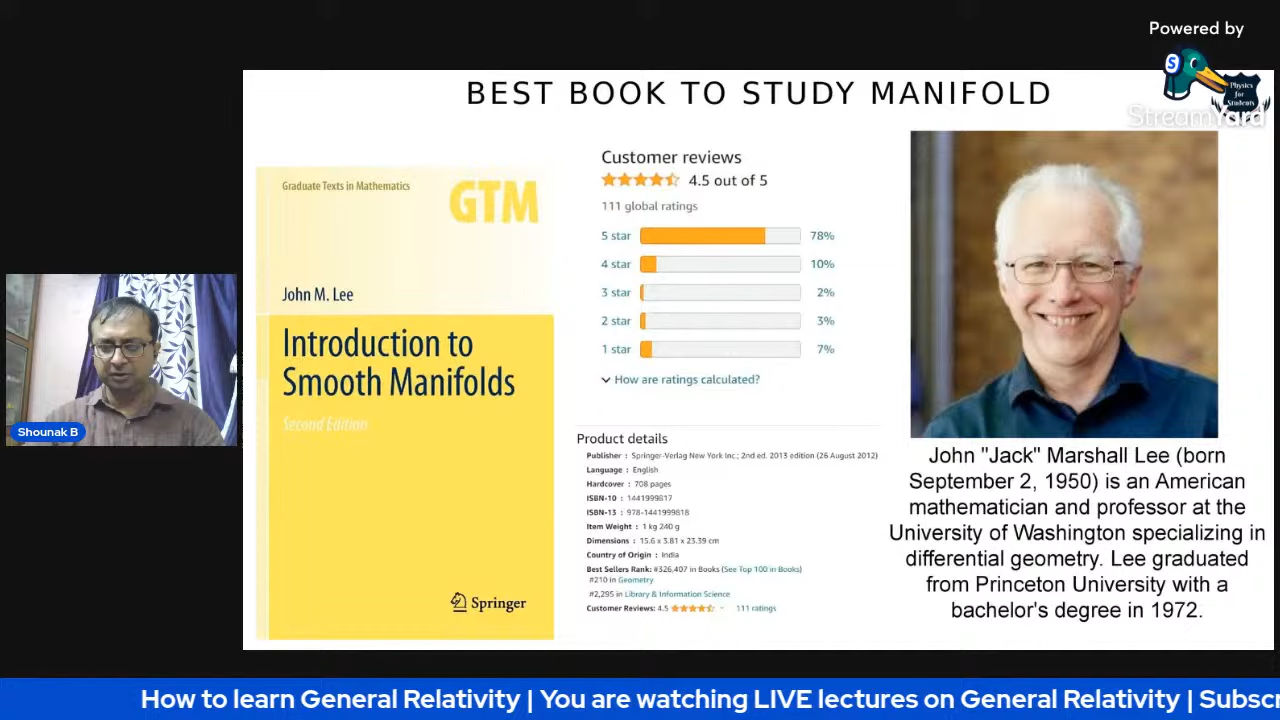 Powered by
StreamYard
Physics
for
Students
BEST BOOK TO STUDY MANIFOLD
Graduate Texts in Mathematics
GTM
John M. Lee
Introduction to
Smooth Manifolds
Second Edition
Springer
Customer reviews
4.5 out of 5
111 global ratings
5 star 78%
4 star 10%
3 star 2%
2 star 3%
1 star 7%
How are ratings calculated?
Product details
Publisher : Springer-Verlag New York Inc.; 2nd ed. 2013 edition (26 August 2012)
Language : English
Hardcover : 708 pages
ISBN-10 : 1441999817
ISBN-13 : 978-1441999818
Item Weight : 1 kg 240 g
Dimensions : 15.6 x 3.81 x 23.39 cm
Country of Origin : India
Best Sellers Rank: #326,407 in Books (See Top 100 in Books)
#210 in Geometry
#2,295 in Library & Information Science
Customer Reviews: 4.5 111 ratings
John "Jack" Marshall Lee (born
September 2, 1950) is an American
mathematician and professor at the
University of Washington specializing in
differential geometry. Lee graduated
from Princeton University with a
bachelor's degree in 1972.
Shounak B
How to learn General Relativity | You are watching LIVE lectures on General Relativity | Subscr